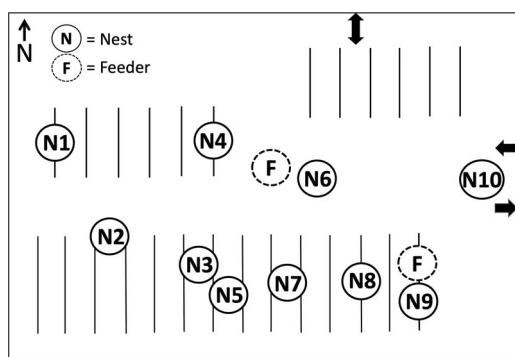 N = Nest
F = Feeder
N
N1
N4
F
N6
N10
N2
N3
N5
N7
N8
F
N9